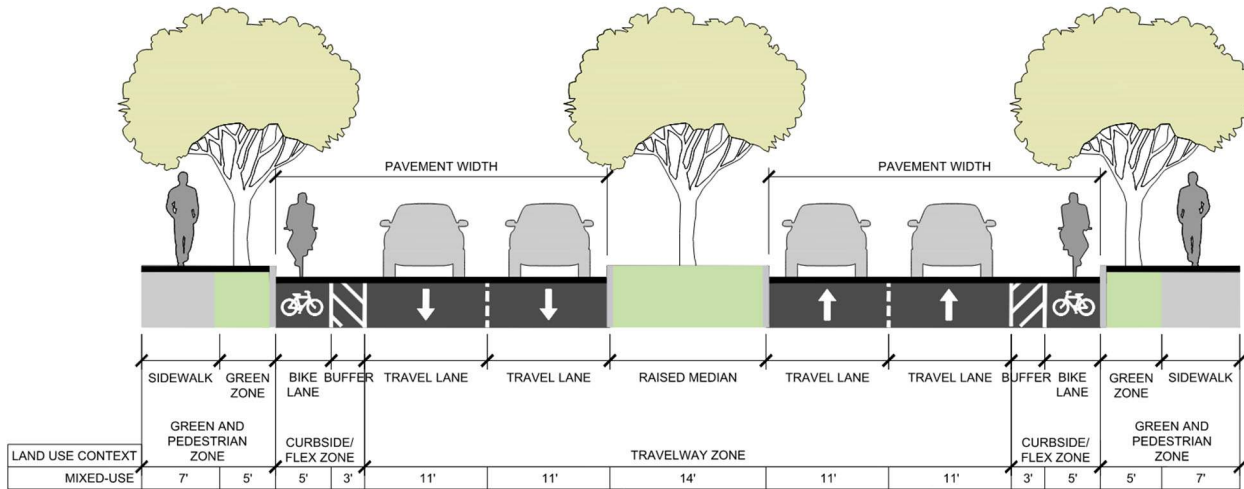 PAVEMENT WIDTH
PAVEMENT WIDTH
SIDEWALK
GREEN
ZONE
BIKE
LANE
BUFFER
TRAVEL LANE
TRAVEL LANE
RAISED MEDIAN
TRAVEL LANE
TRAVEL LANE
BUFFER
BIKE
LANE
GREEN
ZONE
SIDEWALK
GREEN AND
PEDESTRIAN
ZONE
CURBSIDE/
FLEX ZONE
TRAVELWAY ZONE
CURBSIDE/
FLEX ZONE
GREEN AND
PEDESTRIAN
ZONE
LAND USE CONTEXT
MIXED-USE 7' 5' 5' 3' 11' 11' 14' 11' 11' 3' 5' 5' 7'